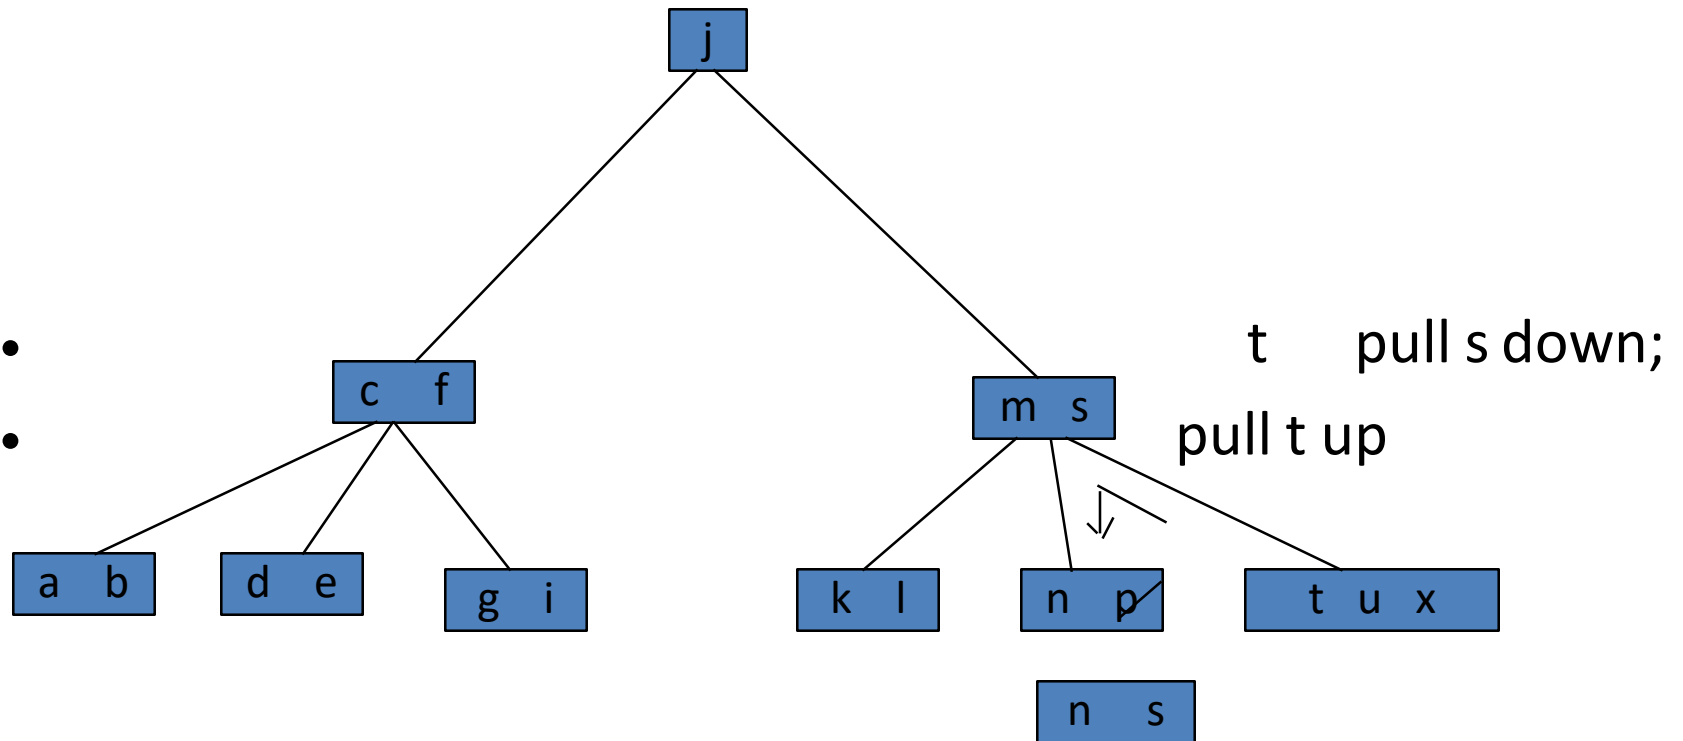 j
• t pull s down;
c f
m s
• pull t up
a b
d e
g i
k l
n p
t u x
n s